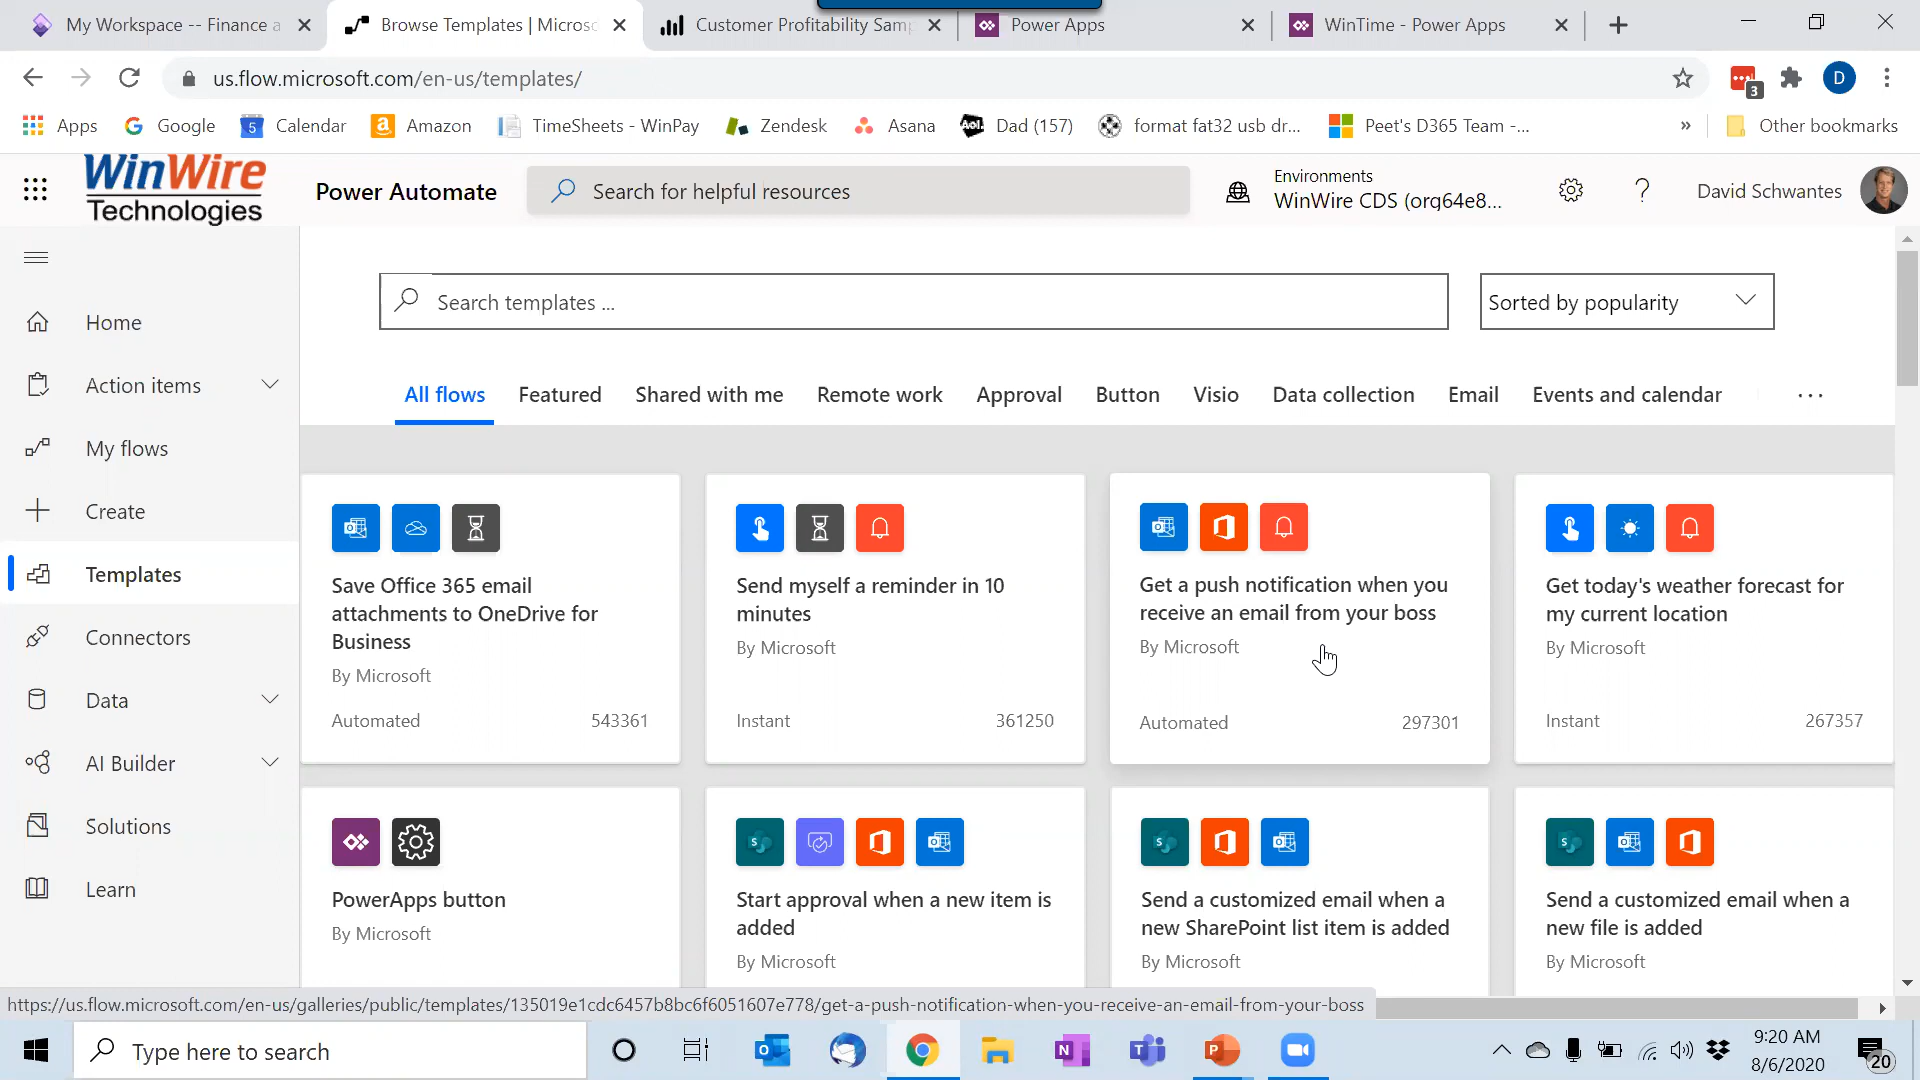 My Workspace -- Finance a
Browse Templates | Micros
Customer Profitability Samp
Power Apps
WinTime - Power Apps
us.flow.microsoft.com/en-us/templates/
3
D
Apps
Google
5
Calendar
Amazon
TimeSheets - WinPay
Zendesk
Asana
Aol.
Dad (157)
format fat32 usb dr...
Peet's D365 Team -...
»
Other bookmarks
WinWire
Technologies
Power Automate
Search for helpful resources
Environments
WinWire CDS (org64e8...
?
David Schwantes
Home
Action items
My flows
Create
Templates
Connectors
Data
AI Builder
Solutions
Learn
Search templates ...
Sorted by popularity
All flows
Featured
Shared with me
Remote work
Approval
Button
Visio
Data collection
Email
Events and calendar
...
Save Office 365 email
attachments to OneDrive for
Business
By Microsoft
Automated
543361
Send myself a reminder in 10
minutes
By Microsoft
Instant
361250
Get a push notification when you
receive an email from your boss
By Microsoft
Automated
297301
Get today's weather forecast for
my current location
By Microsoft
Instant
267357
PowerApps button
By Microsoft
S
Start approval when a new item is
added
By Microsoft
S
Send a customized email when a
new SharePoint list item is added
By Microsoft
S
Send a customized email when a
new file is added
By Microsoft
https://us.flow.microsoft.com/en-us/galleries/public/templates/135019e1cdc6457b8bc6f6051607e778/get-a-push-notification-when-you-receive-an-email-from-your-boss
Type here to search
9:20 AM
8/6/2020
20